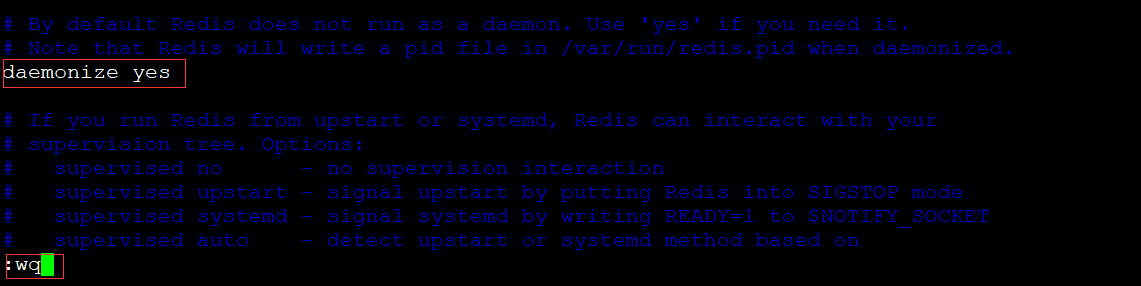 # By default Redis does not run as a daemon. Use 'yes' if you need it.
# Note that Redis will write a pid file in /var/run/redis.pid when daemonized.
daemonize yes
# If you run Redis from upstart or systemd, Redis can interact with your
# supervision tree. Options:
#   supervised no      - no supervision interaction
#   supervised upstart - signal upstart by putting Redis into SIGSTOP mode
#   supervised systemd - signal systemd by writing READY=1 to $NOTIFY_SOCKET
#   supervised auto    - detect upstart or systemd method based on
:wq